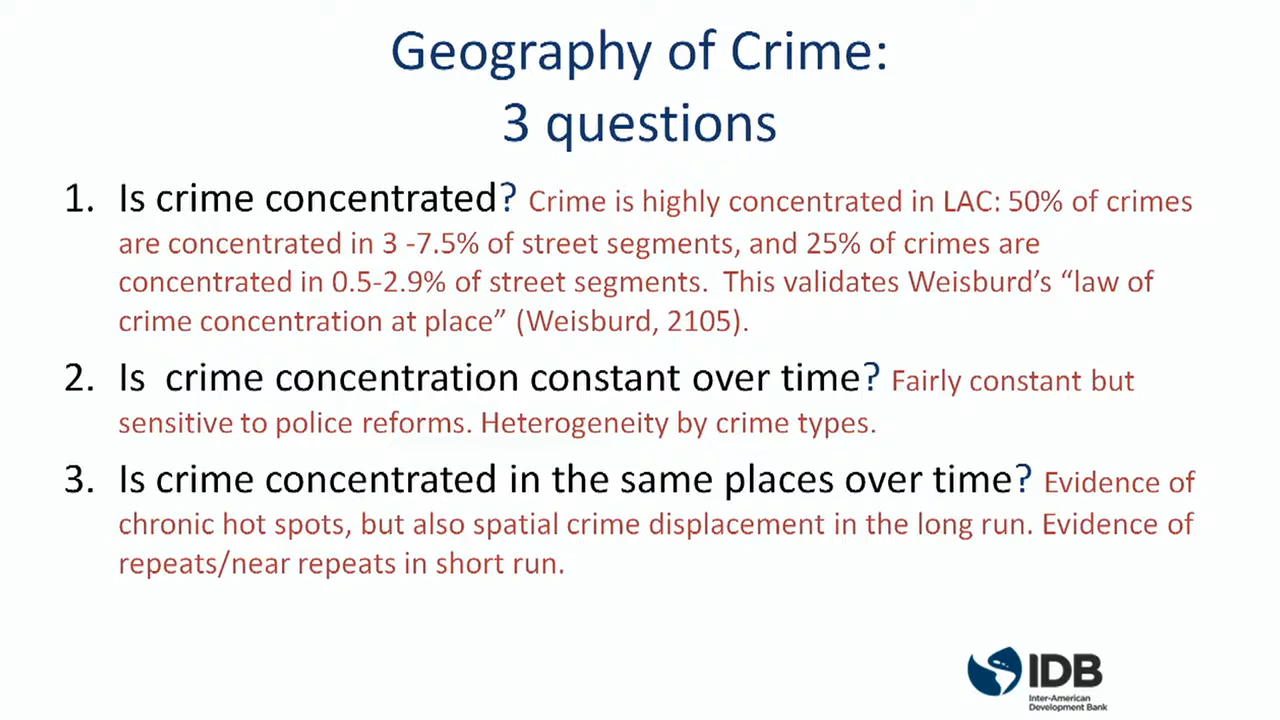 Geography of Crime:
3 questions
1. Is crime concentrated? Crime is highly concentrated in LAC: 50% of crimes
are concentrated in 3 -7.5% of street segments, and 25% of crimes are
concentrated in 0.5-2.9% of street segments.  This validates Weisburd’s “law of
crime concentration at place” (Weisburd, 2105).
2. Is  crime concentration constant over time? Fairly constant but
sensitive to police reforms. Heterogeneity by crime types.
3. Is crime concentrated in the same places over time? Evidence of
chronic hot spots, but also spatial crime displacement in the long run. Evidence of
repeats/near repeats in short run.
IDB
Inter-American
Development Bank